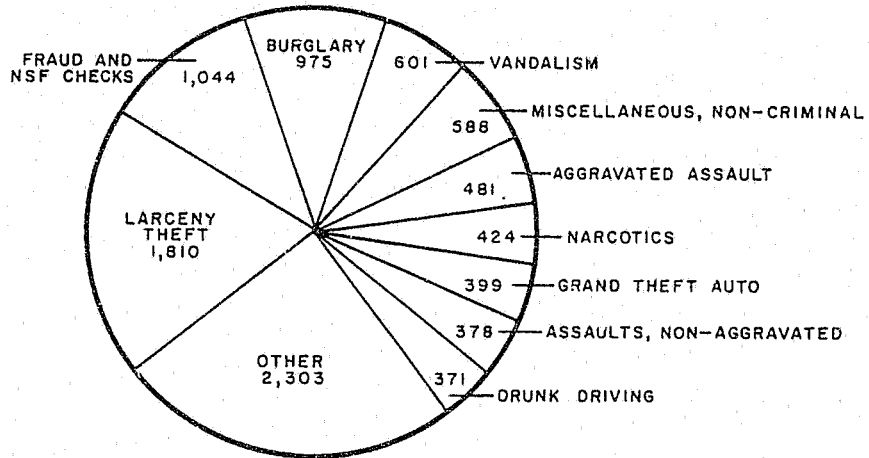 FRAUD AND
NSF CHECKS
1,044
BURGLARY
975
601
VANDALISM
588
MISCELLANEOUS, NON-CRIMINAL
481
AGGRAVATED ASSAULT
424
NARCOTICS
399
GRAND THEFT AUTO
378
ASSAULTS, NON-AGGRAVATED
371
DRUNK DRIVING
OTHER
2,303
LARCENY
THEFT
1,810